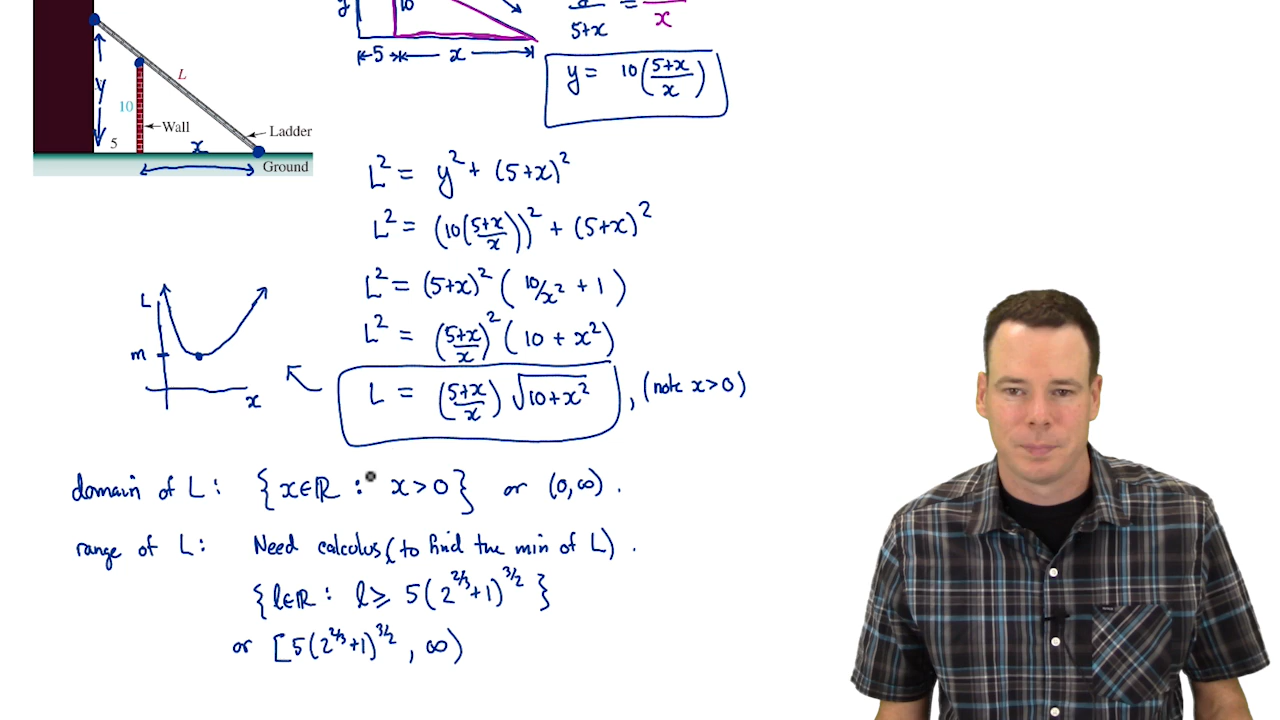 y
10
5
x
5+x
=
x
y = 10(5+x/x)
y
L
10
Wall
Ladder
5
x
Ground
L² = y² + (5+x)²
L² = (10(5+x/x))² + (5+x)²
L² = (5+x)² (10/x² + 1)
L² = (5+x/x)² (10 + x²)
L = (5+x/x) √10+x² , (note x>0)
L
m
x
domain of L: {x∈ℝ : x>0} or (0,∞).
range of L: Need calculus (to find the min of L).
{l∈ℝ : l ⩾ 5(2^2/3+1)^3/2}
or [5(2^2/3+1)^3/2, ∞)